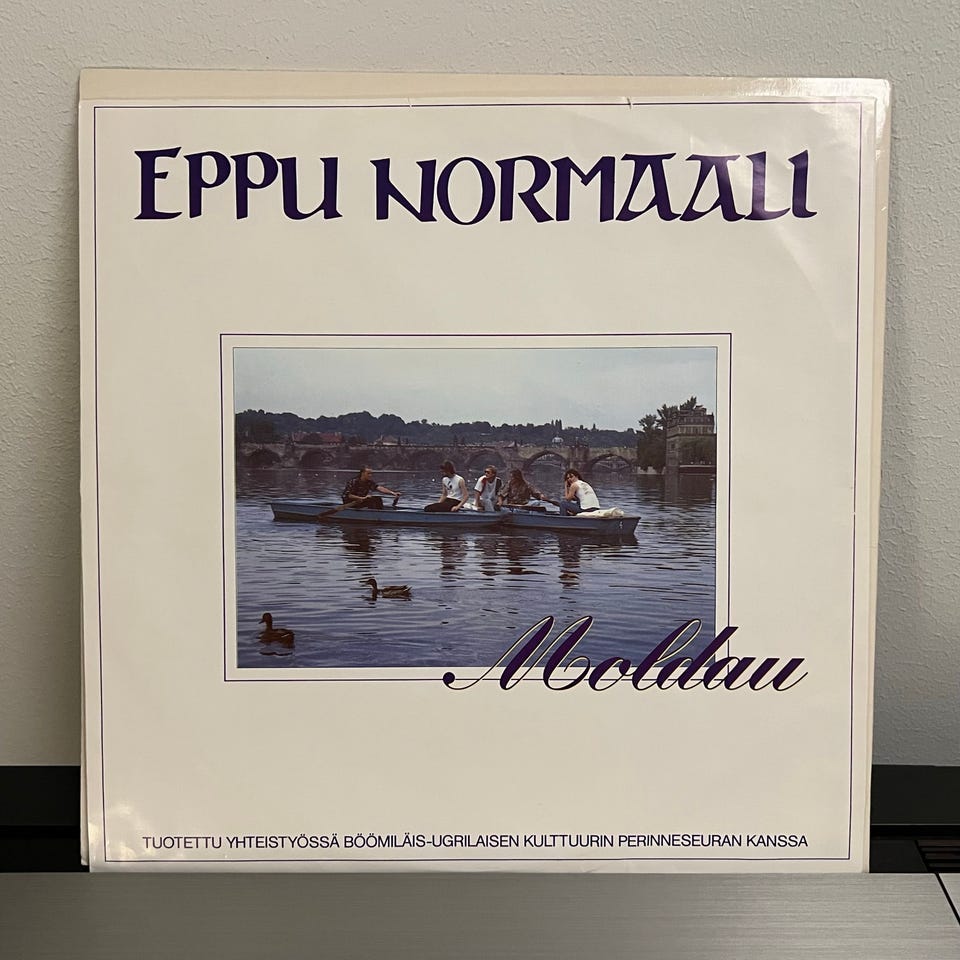 EPPU NORMAALI
Moldau
TUOTETTU YHTEISTYÖSSÄ BÖÖMILÄIS-UGRILAISEN KULTTUURIN PERINNESEURAN KANSSA